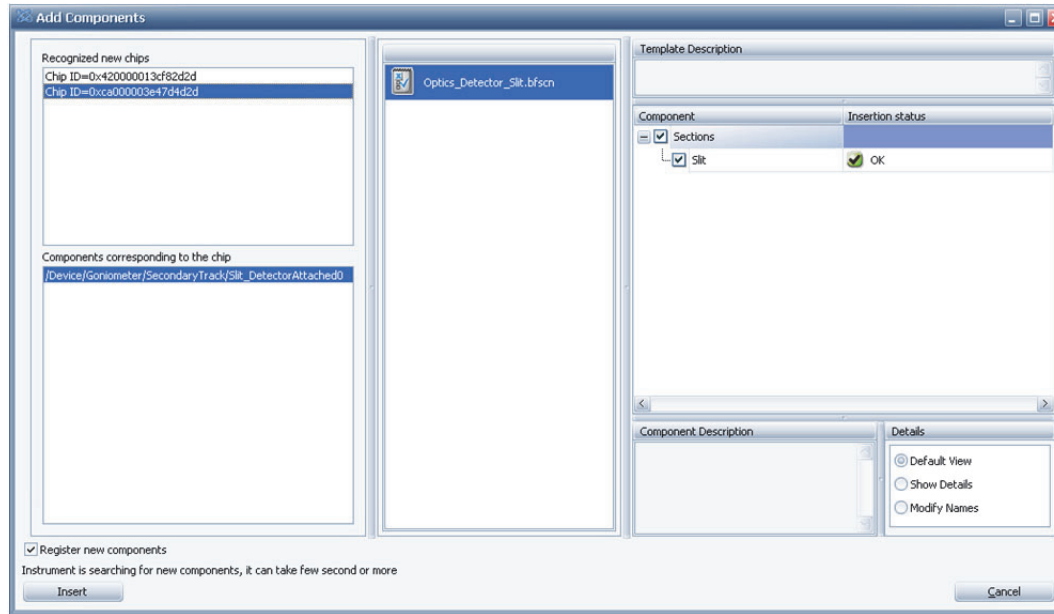 Add Components
Recognized new chips
Chip ID=0x420000013cf82d2d
Chip ID=0xca000003e47d4d2d
Components corresponding to the chip
/Device/Goniometer/SecondaryTrack/Slit_DetectorAttached0
Optics_Detector_Slit.bfscn
Template Description
Component Insertion status
Sections
Slit OK
Component Description
Details
Default View
Show Details
Modify Names
Register new components
Instrument is searching for new components, it can take few second or more
Insert
Cancel